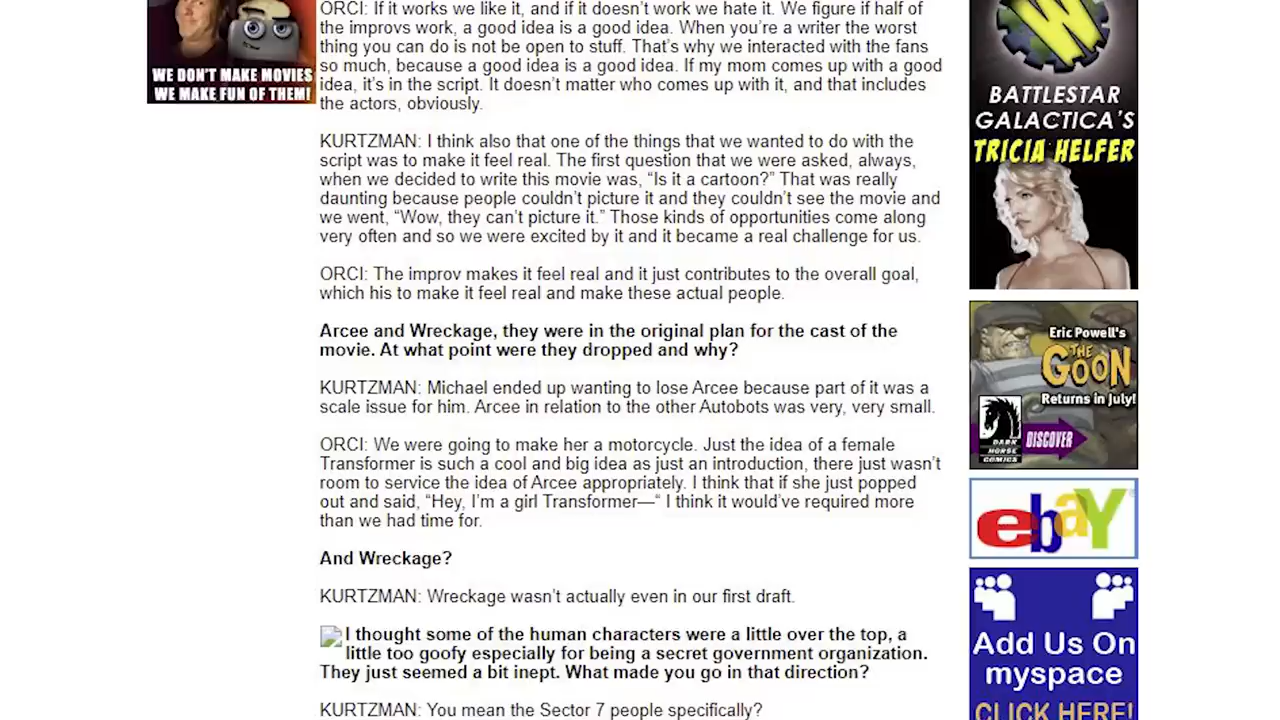 WE DON'T MAKE MOVIES
WE MAKE FUN OF THEM!
ORCI: If it works we like it, and if it doesn't work we hate it. We figure if half of
the improvs work, a good idea is a good idea. When you're a writer the worst
thing you can do is not be open to stuff. That's why we interacted with the fans
so much, because a good idea is a good idea. If my mom comes up with a good
idea, it's in the script. It doesn't matter who comes up with it, and that includes
the actors, obviously.
KURTZMAN: I think also that one of the things that we wanted to do with the
script was to make it feel real. The first question that we were asked, always,
when we decided to write this movie was, “Is it a cartoon?” That was really
daunting because people couldn't picture it and they couldn't see the movie and
we went, “Wow, they can't picture it.” Those kinds of opportunities come along
very often and so we were excited by it and it became a real challenge for us.
ORCI: The improv makes it feel real and it just contributes to the overall goal,
which his to make it feel real and make these actual people.
Arcee and Wreckage, they were in the original plan for the cast of the
movie. At what point were they dropped and why?
KURTZMAN: Michael ended up wanting to lose Arcee because part of it was a
scale issue for him. Arcee in relation to the other Autobots was very, very small.
ORCI: We were going to make her a motorcycle. Just the idea of a female
Transformer is such a cool and big idea as just an introduction, there just wasn't
room to service the idea of Arcee appropriately. I think that if she just popped
out and said, “Hey, I'm a girl Transformer—“ I think it would've required more
than we had time for.
And Wreckage?
KURTZMAN: Wreckage wasn't actually even in our first draft.
I thought some of the human characters were a little over the top, a
little too goofy especially for being a secret government organization.
They just seemed a bit inept. What made you go in that direction?
KURTZMAN: You mean the Sector 7 people specifically?
W
BATTLESTAR
GALACTICA'S
TRICIA HELFER
Eric Powell's
THE
GOON
Returns in July!
DARK
HORSE
COMICS
DISCOVER
ebaY
Add Us On
myspace
CLICK HERE!